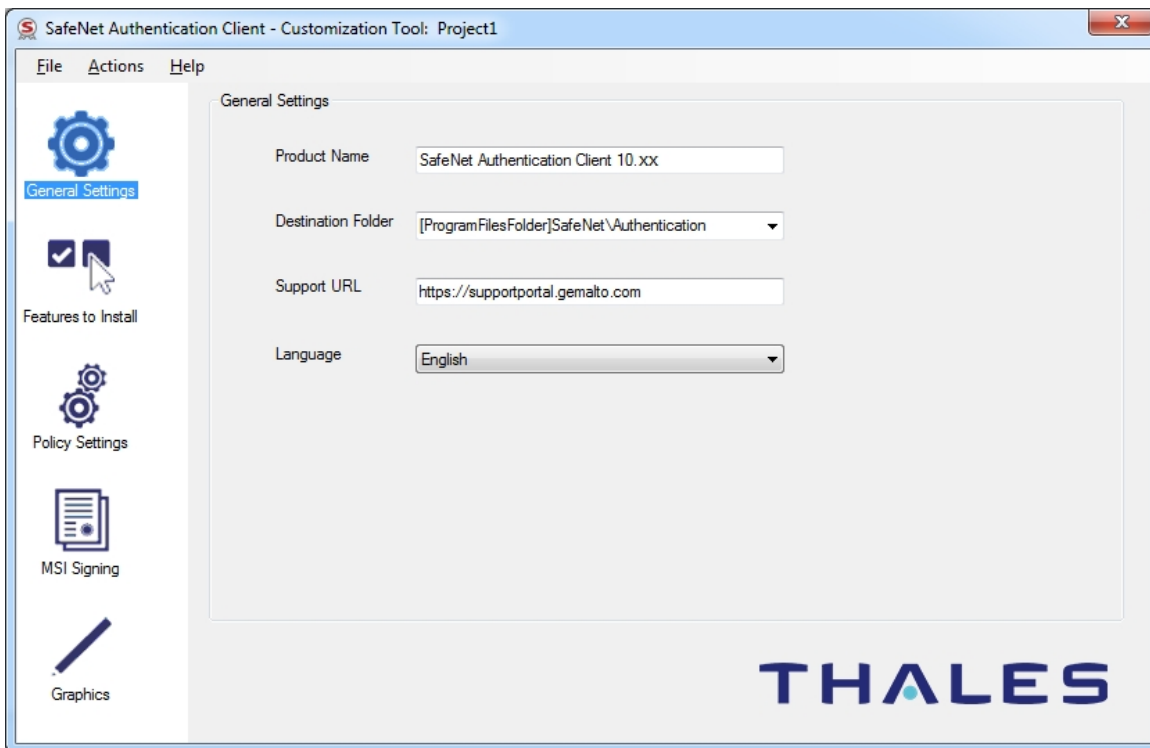 SafeNet Authentication Client - Customization Tool: Project1
File Actions Help
General Settings
Features to Install
Policy Settings
MSI Signing
Graphics
General Settings
Product Name SafeNet Authentication Client 10.xx
Destination Folder [ProgramFilesFolder]SafeNet\Authentication
Support URL https://supportportal.gemalto.com
Language English
THALES